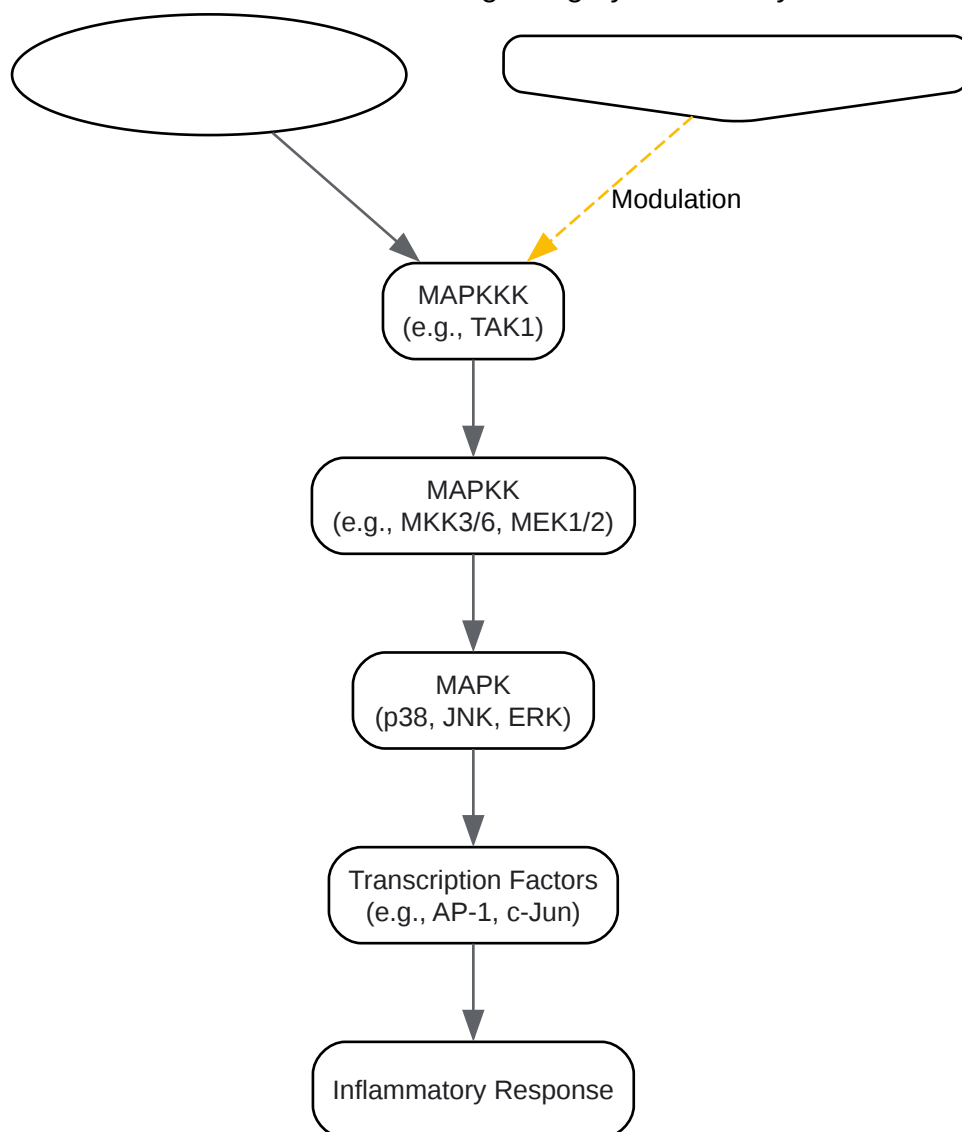 Modulation
MAPKKK
(e.g., TAK1)
MAPKK
(e.g., MKK3/6, MEK1/2)
MAPK
(p38, JNK, ERK)
Transcription Factors
(e.g., AP-1, c-Jun)
Inflammatory Response